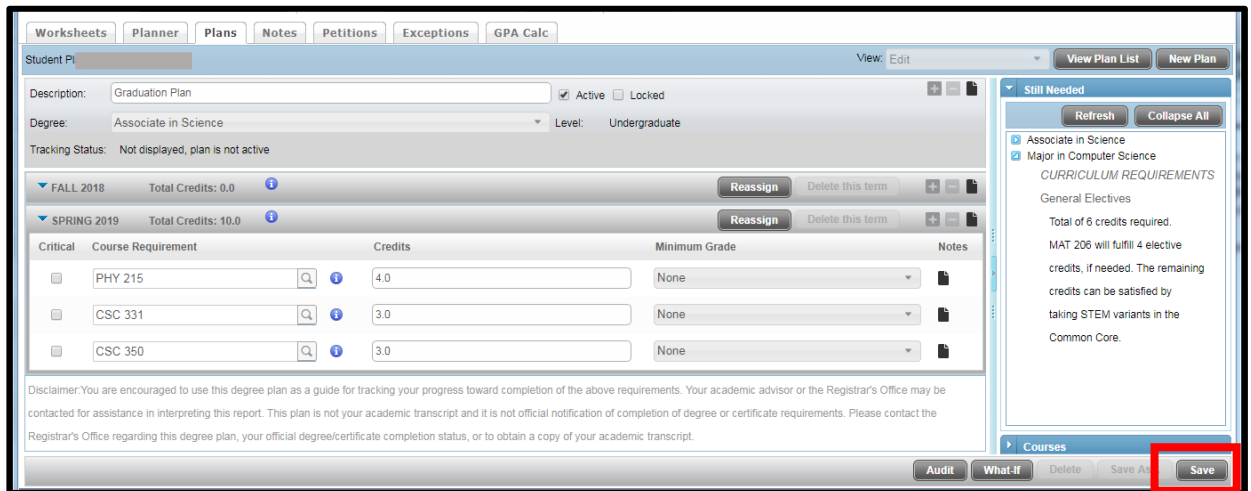 Worksheets Planner Plans Notes Petitions Exceptions GPA Calc
Student Pl View: Edit View Plan List New Plan
Description: Graduation Plan Active Locked
Degree: Associate in Science Level: Undergraduate
Tracking Status: Not displayed, plan is not active
FALL 2018 Total Credits: 0.0 Reassign Delete this term
SPRING 2019 Total Credits: 10.0 Reassign Delete this term
Critical Course Requirement Credits Minimum Grade Notes
PHY 215 4.0 None
CSC 331 3.0 None
CSC 350 3.0 None
Disclaimer:You are encouraged to use this degree plan as a guide for tracking your progress toward completion of the above requirements. Your academic advisor or the Registrar's Office may be
contacted for assistance in interpreting this report. This plan is not your academic transcript and it is not official notification of completion of degree or certificate requirements. Please contact the
Registrar's Office regarding this degree plan, your official degree/certificate completion status, or to obtain a copy of your academic transcript.
Still Needed
Refresh Collapse All
Associate in Science
Major in Computer Science
CURRICULUM REQUIREMENTS
General Electives
Total of 6 credits required.
MAT 206 will fulfill 4 elective
credits, if needed. The remaining
credits can be satisfied by
taking STEM variants in the
Common Core.
Courses
Audit What-If Delete Save As Save